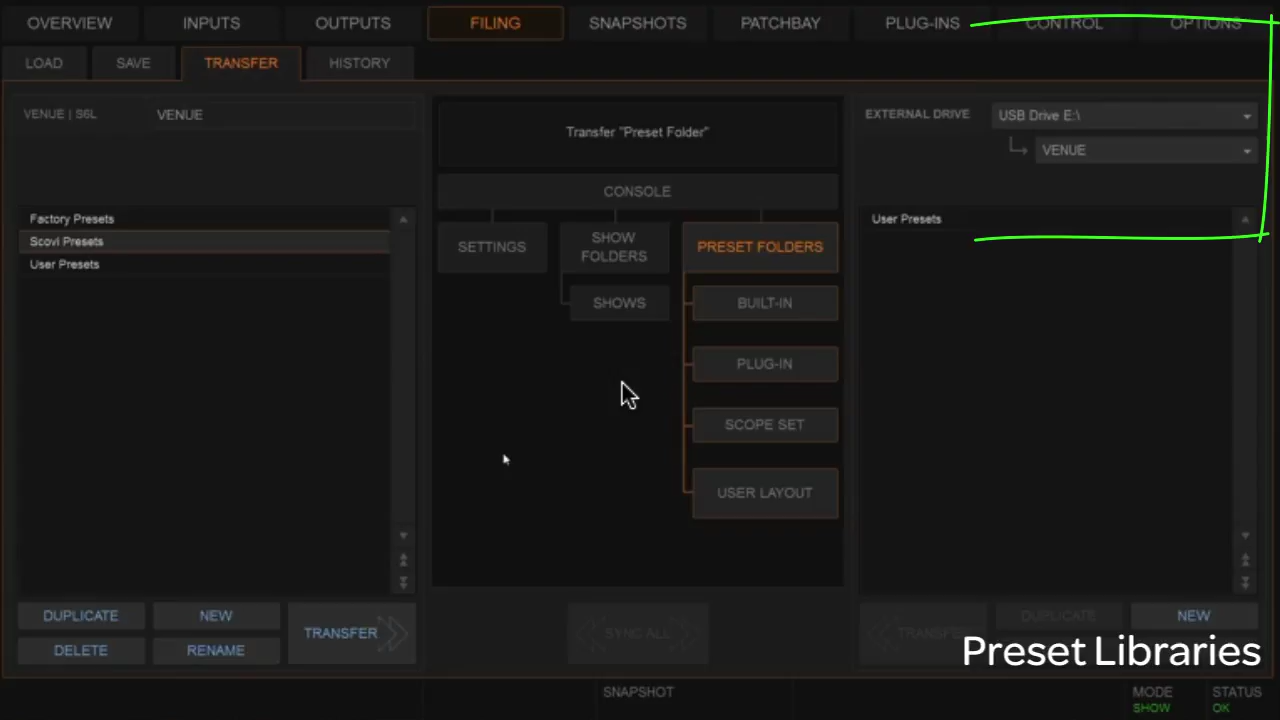 OVERVIEW INPUTS OUTPUTS FILING SNAPSHOTS PATCHBAY PLUG-INS CONTROL OPTIONS
LOAD SAVE TRANSFER HISTORY
VENUE | S6L VENUE
Transfer "Preset Folder"
EXTERNAL DRIVE USB Drive E:\
VENUE
CONSOLE
Factory Presets
Scovi Presets
User Presets
SETTINGS
SHOW FOLDERS
PRESET FOLDERS
SHOWS
BUILT-IN
PLUG-IN
SCOPE SET
USER LAYOUT
User Presets
DUPLICATE NEW
DELETE RENAME
TRANSFER
SYNC ALL
TRANSFER
DUPLICATE NEW
Preset Libraries
SNAPSHOT
MODE
SHOW
STATUS
OK